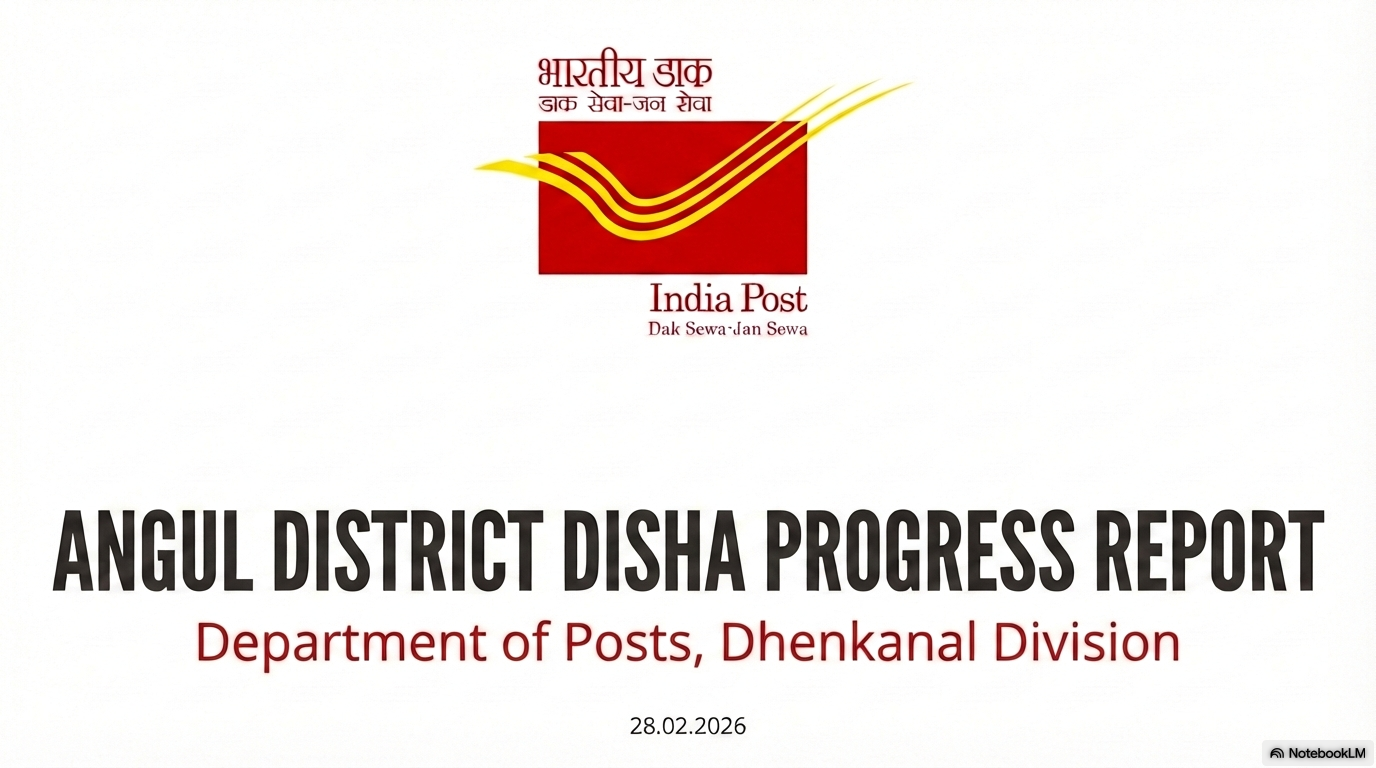 भारतीय डाक
डाक सेवा-जन सेवा
India Post
Dak Sewa-Jan Sewa
ANGUL DISTRICT DISHA PROGRESS REPORT
Department of Posts, Dhenkanal Division
28.02.2026
NotebookLM